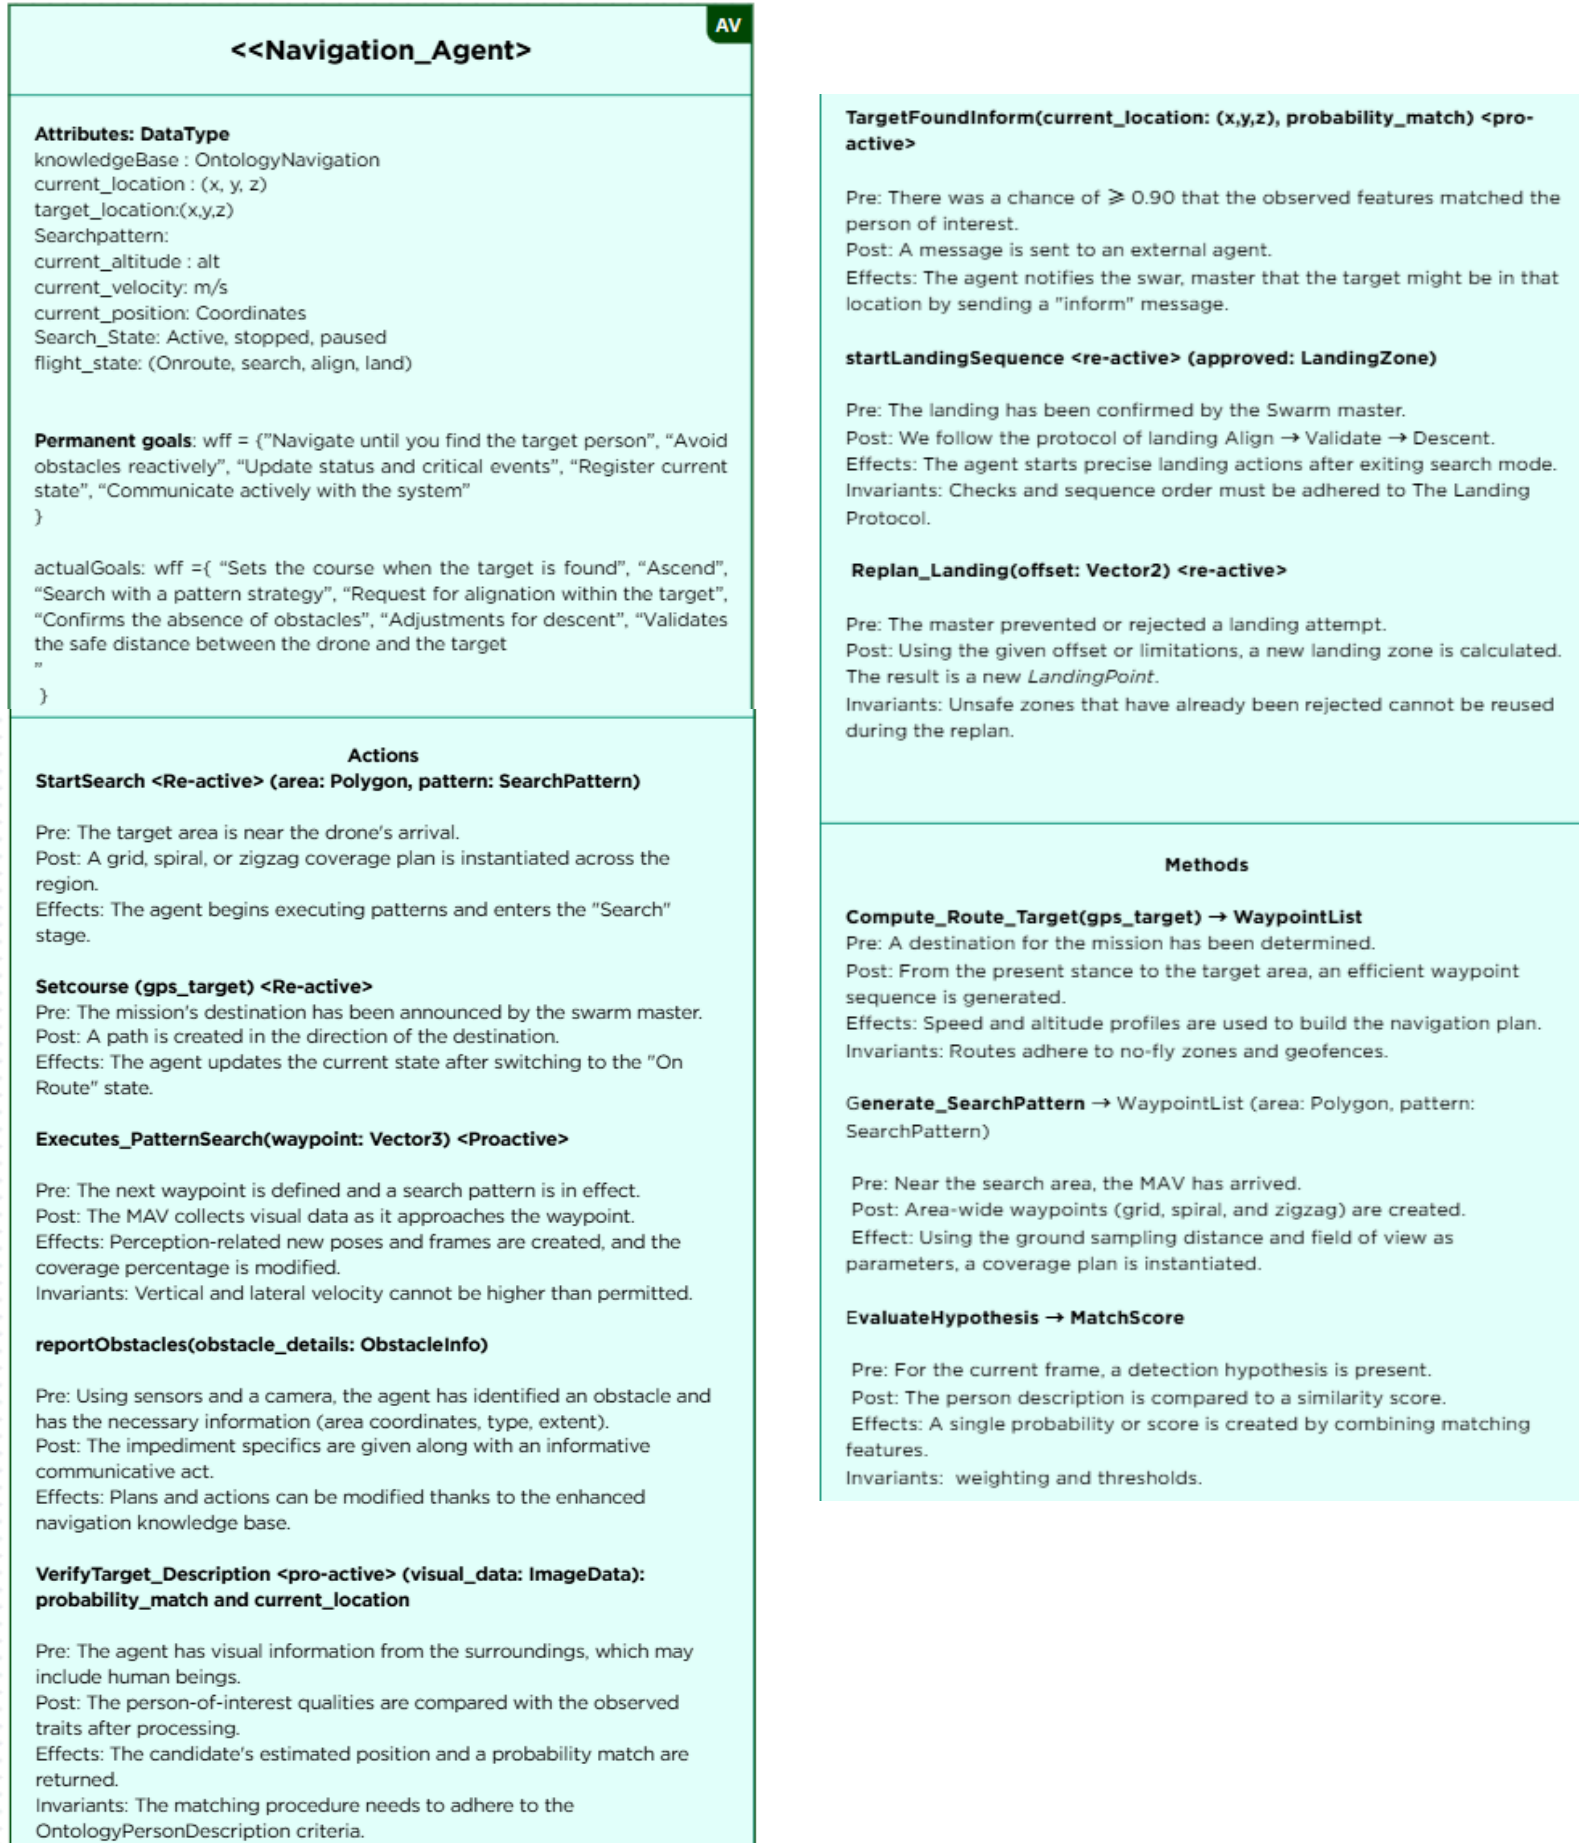 AV
<<Navigation_Agent>
Attributes: DataType
knowledgeBase : OntologyNavigation
current_location : (x, y, z)
target_location:(x,y,z)
Searchpattern:
current_altitude : alt
current_velocity: m/s
current_position: Coordinates
Search_State: Active, stopped, paused
flight_state: (Onroute, search, align, land)
Permanent goals: wff = {”Navigate until you find the target person”, “Avoid
obstacles reactively”, “Update status and critical events”, “Register current
state”, “Communicate actively with the system”
}
actualGoals: wff ={ “Sets the course when the target is found”, “Ascend”,
“Search with a pattern strategy”, “Request for alignation within the target”,
“Confirms the absence of obstacles”, “Adjustments for descent”, “Validates
the safe distance between the drone and the target
”
}
Actions
StartSearch <Re-active> (area: Polygon, pattern: SearchPattern)
Pre: The target area is near the drone's arrival.
Post: A grid, spiral, or zigzag coverage plan is instantiated across the
region.
Effects: The agent begins executing patterns and enters the "Search"
stage.
Setcourse (gps_target) <Re-active>
Pre: The mission's destination has been announced by the swarm master.
Post: A path is created in the direction of the destination.
Effects: The agent updates the current state after switching to the "On
Route" state.
Executes_PatternSearch(waypoint: Vector3) <Proactive>
Pre: The next waypoint is defined and a search pattern is in effect.
Post: The MAV collects visual data as it approaches the waypoint.
Effects: Perception-related new poses and frames are created, and the
coverage percentage is modified.
Invariants: Vertical and lateral velocity cannot be higher than permitted.
reportObstacles(obstacle_details: ObstacleInfo)
Pre: Using sensors and a camera, the agent has identified an obstacle and
has the necessary information (area coordinates, type, extent).
Post: The impediment specifics are given along with an informative
communicative act.
Effects: Plans and actions can be modified thanks to the enhanced
navigation knowledge base.
VerifyTarget_Description <pro-active> (visual_data: ImageData):
probability_match and current_location
Pre: The agent has visual information from the surroundings, which may
include human beings.
Post: The person-of-interest qualities are compared with the observed
traits after processing.
Effects: The candidate's estimated position and a probability match are
returned.
Invariants: The matching procedure needs to adhere to the
OntologyPersonDescription criteria.
TargetFoundInform(current_location: (x,y,z), probability_match) <pro-
active>
Pre: There was a chance of ⩾ 0.90 that the observed features matched the
person of interest.
Post: A message is sent to an external agent.
Effects: The agent notifies the swar, master that the target might be in that
location by sending a "inform" message.
startLandingSequence <re-active> (approved: LandingZone)
Pre: The landing has been confirmed by the Swarm master.
Post: We follow the protocol of landing Align → Validate → Descent.
Effects: The agent starts precise landing actions after exiting search mode.
Invariants: Checks and sequence order must be adhered to The Landing
Protocol.
Replan_Landing(offset: Vector2) <re-active>
Pre: The master prevented or rejected a landing attempt.
Post: Using the given offset or limitations, a new landing zone is calculated.
The result is a new LandingPoint.
Invariants: Unsafe zones that have already been rejected cannot be reused
during the replan.
Methods
Compute_Route_Target(gps_target) → WaypointList
Pre: A destination for the mission has been determined.
Post: From the present stance to the target area, an efficient waypoint
sequence is generated.
Effects: Speed and altitude profiles are used to build the navigation plan.
Invariants: Routes adhere to no-fly zones and geofences.
Generate_SearchPattern → WaypointList (area: Polygon, pattern:
SearchPattern)
Pre: Near the search area, the MAV has arrived.
Post: Area-wide waypoints (grid, spiral, and zigzag) are created.
Effect: Using the ground sampling distance and field of view as
parameters, a coverage plan is instantiated.
EvaluateHypothesis → MatchScore
Pre: For the current frame, a detection hypothesis is present.
Post: The person description is compared to a similarity score.
Effects: A single probability or score is created by combining matching
features.
Invariants: weighting and thresholds.